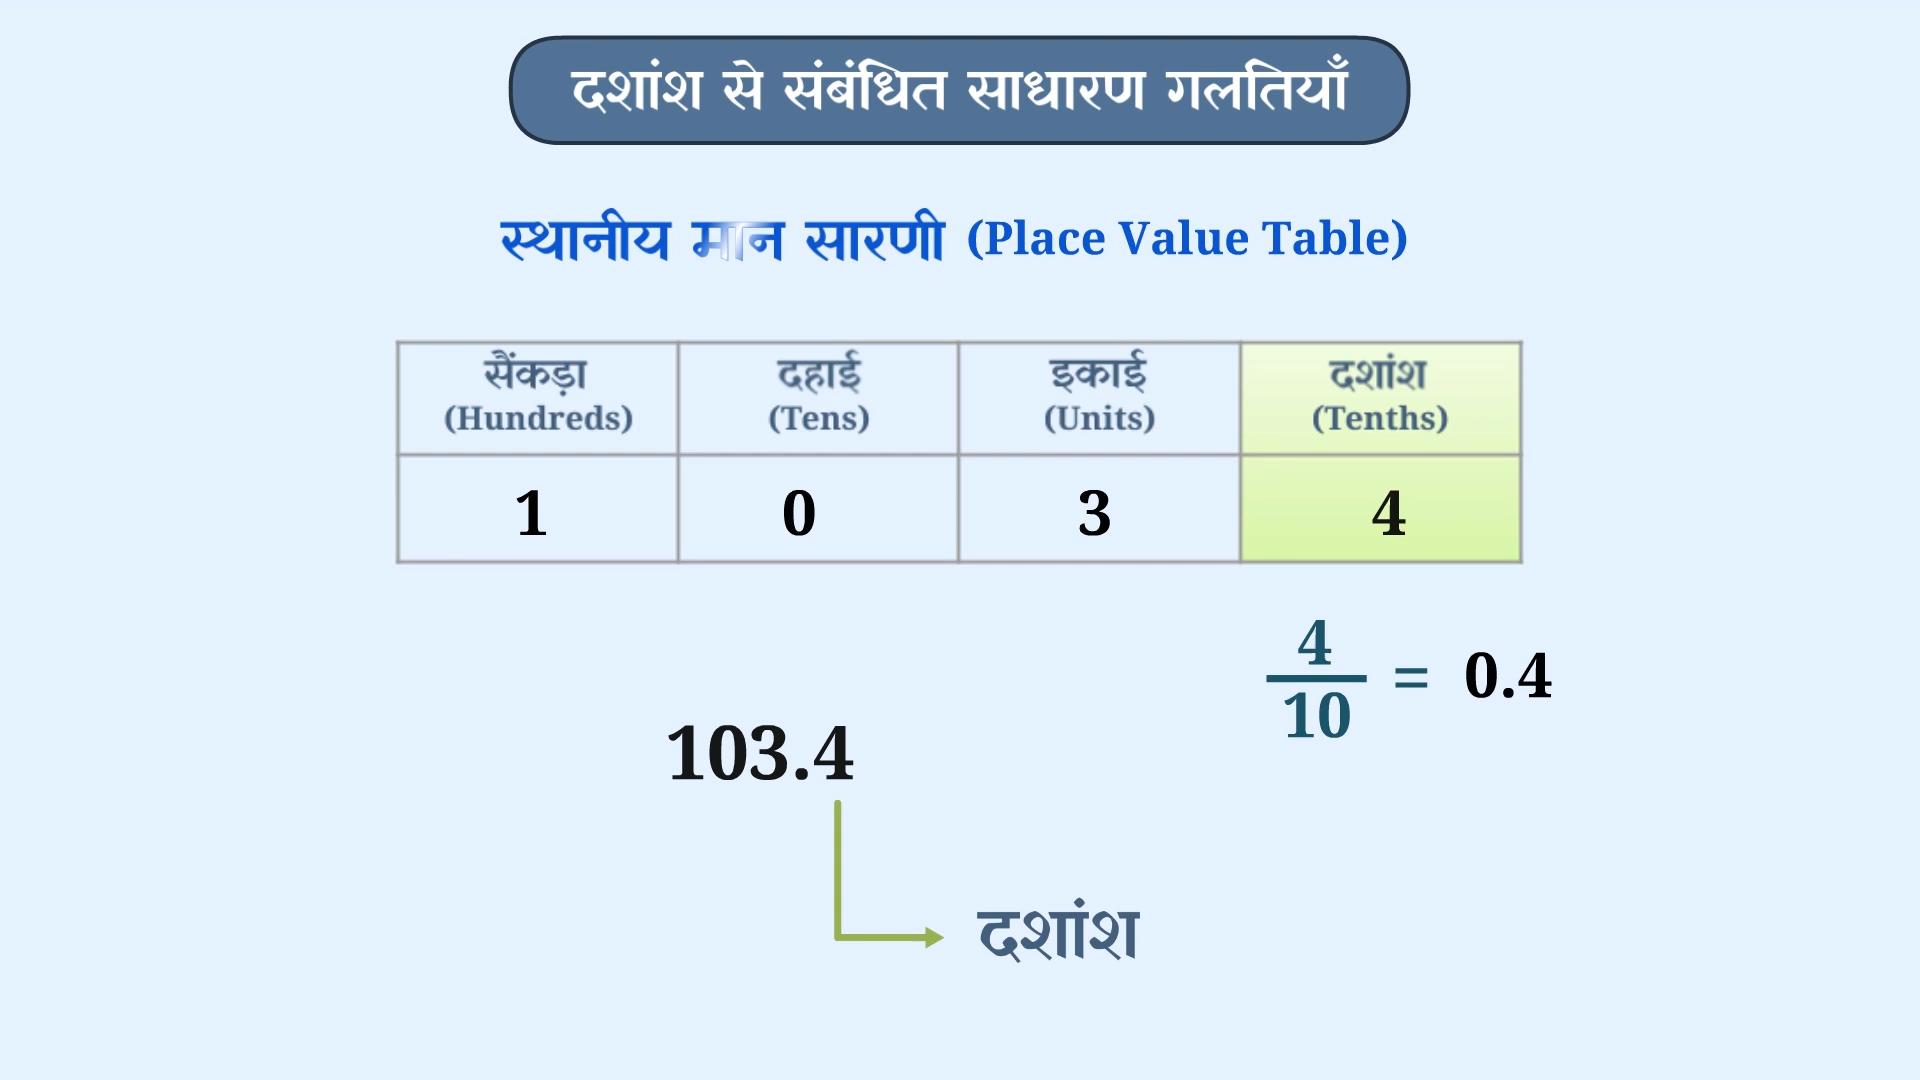 दशांश से संबंधित साधारण गलतियाँ
स्थानीय मान सारणी (Place Value Table)
सैंकड़ा दहाई इकाई दशांश
(Hundreds) (Tens) (Units) (Tenths)
1 0 3 4
4
10
= 0.4
103.4
दशांश